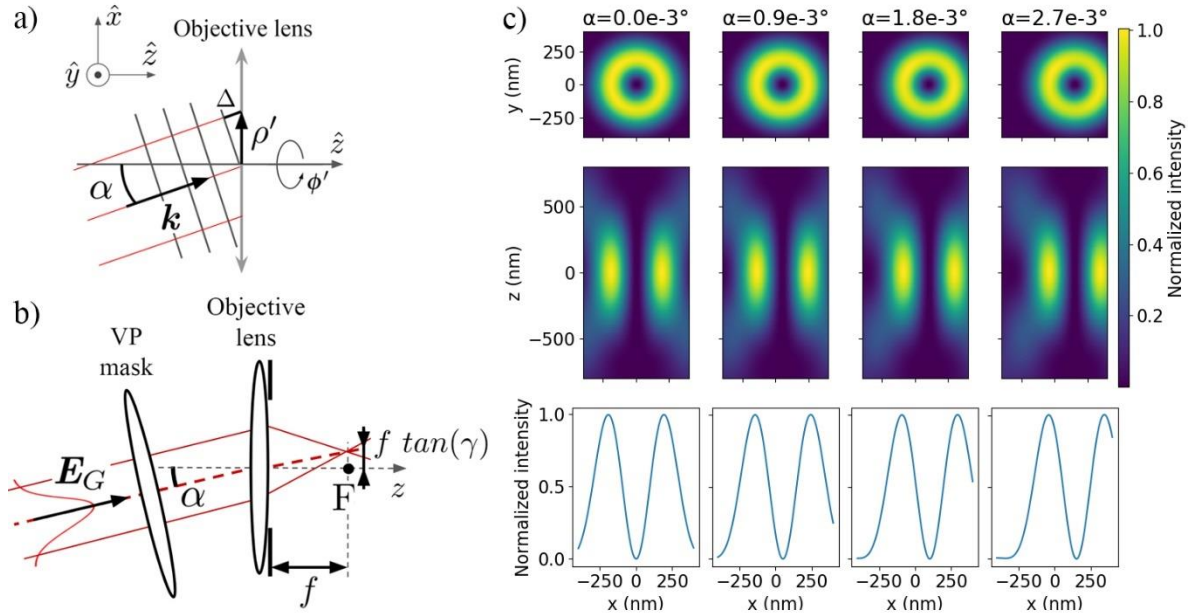 a)
x̂
ŷ
ẑ
Objective lens
Δ
ρ′
α
k
ẑ
ϕ′
b)
VP
mask
Objective
lens
E_G
α
f tan(γ)
F
z
f
c)
α=0.0e-3° α=0.9e-3° α=1.8e-3° α=2.7e-3°
y (nm)
250
0
−250
z (nm)
500
0
−500
1.0
0.8
0.6
0.4
0.2
Normalized intensity
Normalized intensity
1.0
0.5
0.0
−250 0 250 −250 0 250 −250 0 250 −250 0 250
x (nm) x (nm) x (nm) x (nm)